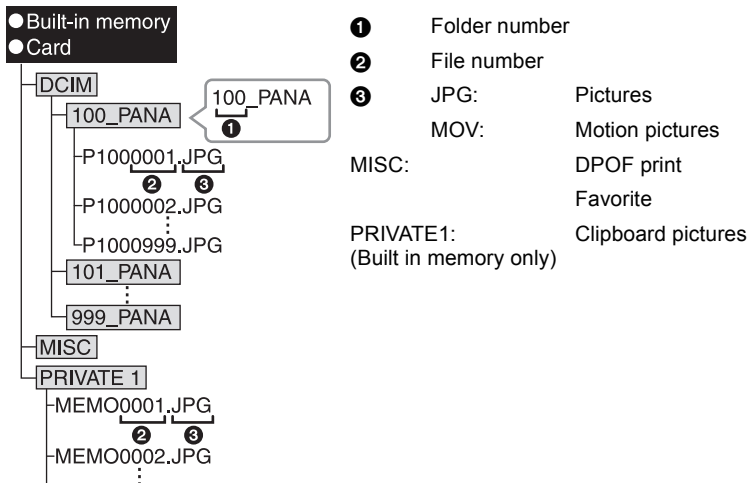 ●Built-in memory
●Card
DCIM
100_PANA
100_PANA
❶
P1000001.JPG
❷ ❸
P1000002.JPG
P1000999.JPG
101_PANA
999_PANA
MISC
PRIVATE 1
MEMO0001.JPG
❷ ❸
MEMO0002.JPG
❶ Folder number
❷ File number
❸ JPG: Pictures
MOV: Motion pictures
MISC: DPOF print
Favorite
PRIVATE1: Clipboard pictures
(Built in memory only)